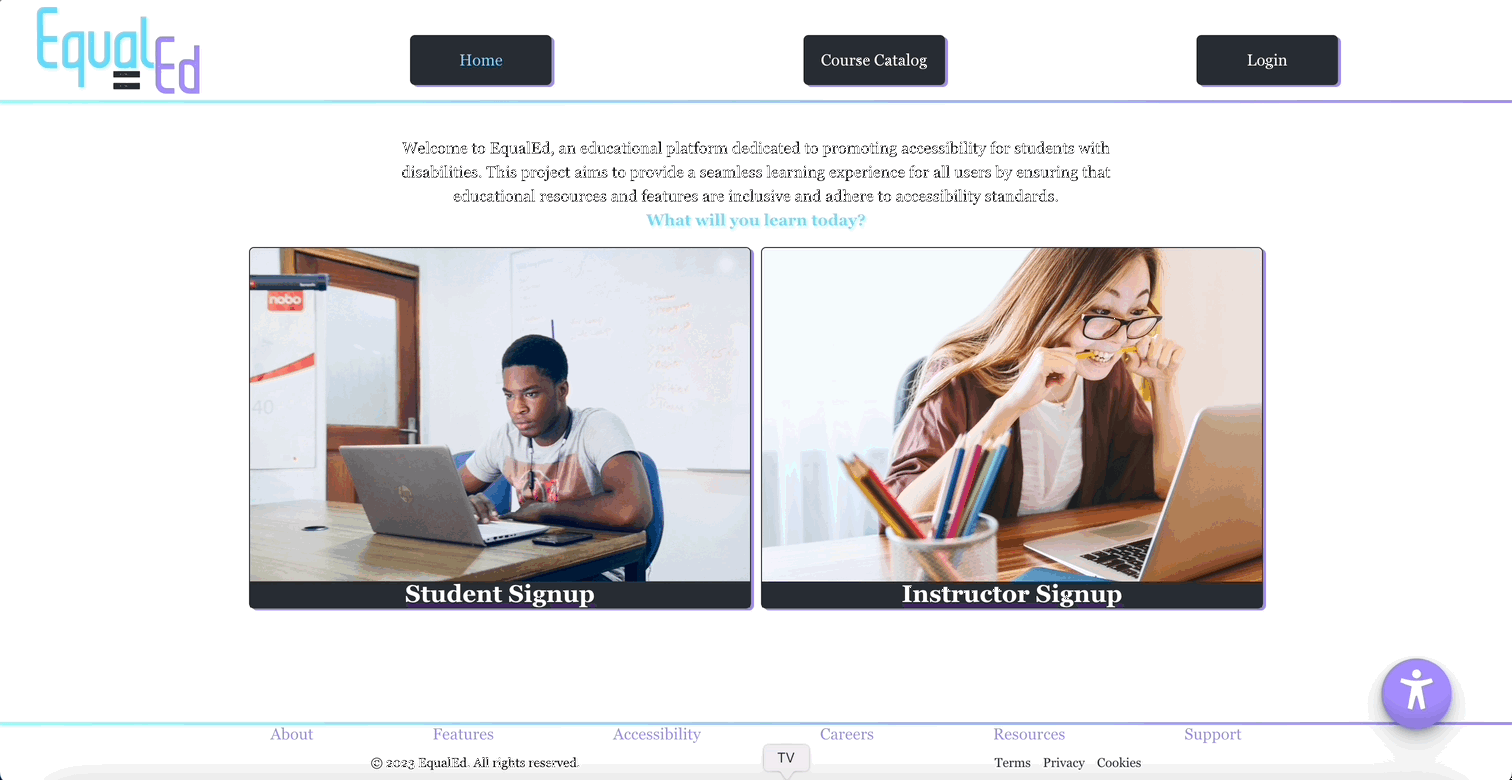 EqualEd
Home
Course Catalog
Login
Welcome to EqualEd, an educational platform dedicated to promoting accessibility for students with
disabilities. This project aims to provide a seamless learning experience for all users by ensuring that
educational resources and features are inclusive and adhere to accessibility standards.
What will you learn today?
nobo
40
Student Signup
Instructor Signup
About
Features
Accessibility
Careers
Resources
Support
© 2023 EqualEd. All rights reserved.
Terms
Privacy
Cookies
TV